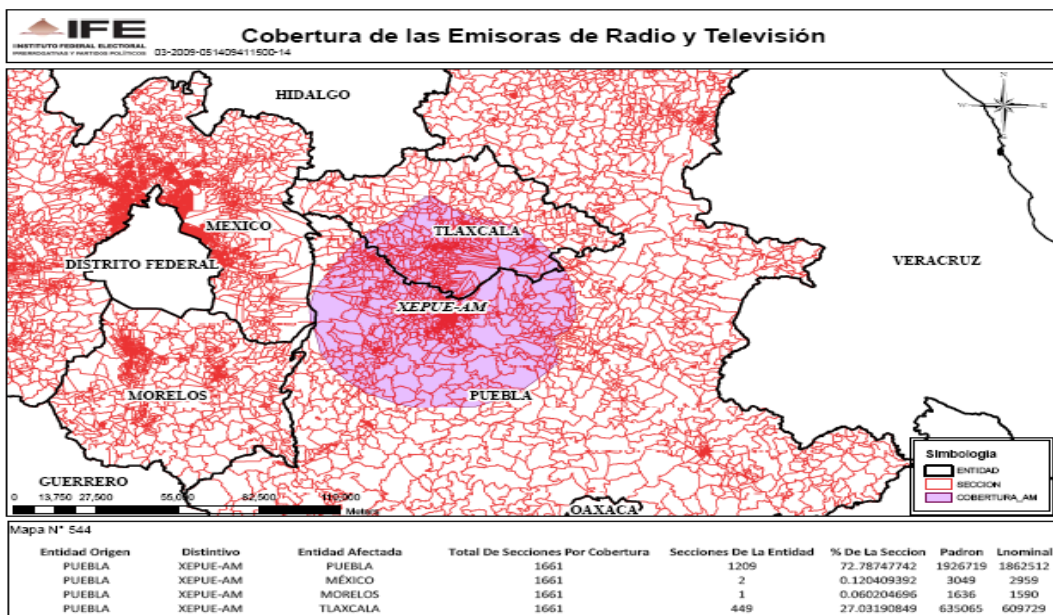 IFE
INSTITUTO FEDERAL ELECTORAL
PRERROGATIVAS Y PARTIDOS POLÍTICOS
03-2009-051409411500-14
Cobertura de las Emisoras de Radio y Televisión
HIDALGO
N
W E
MEXICO
TLAXCALA
DISTRITO FEDERAL
VERACRUZ
XEPUE-AM
MORELOS
PUEBLA
GUERRERO
OAXACA
0 13,750 27,500 55,000 82,500 110,000
Meters
Simbologia
ENTIDAD
SECCION
COBERTURA_AM
Mapa N° 544
Entidad Origen Distintivo Entidad Afectada Total De Secciones Por Cobertura Secciones De La Entidad % De La Seccion Padron Lnominal
PUEBLA XEPUE-AM PUEBLA 1661 1209 72.78747742 1926719 1862512
PUEBLA XEPUE-AM MÉXICO 1661 2 0.120409392 3049 2959
PUEBLA XEPUE-AM MORELOS 1661 1 0.060204696 1636 1590
PUEBLA XEPUE-AM TLAXCALA 1661 449 27.03190849 635065 609729